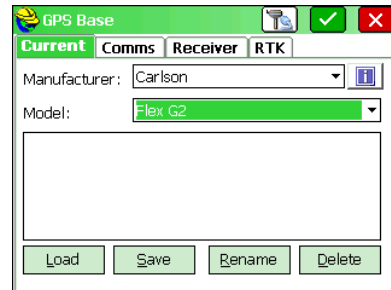 GPS Base
Current Comms Receiver RTK
Manufacturer: Carlson
Model: Flex G2
Load Save Rename Delete